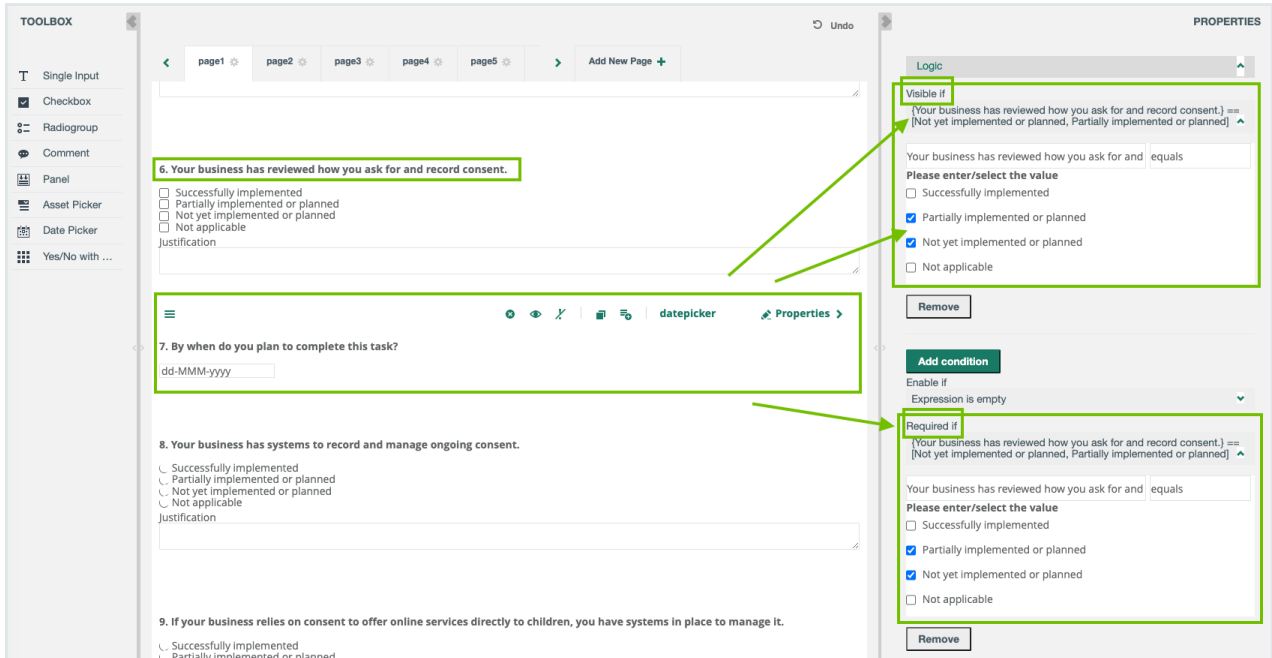 TOOLBOX
Single Input
Checkbox
Radiogroup
Comment
Panel
Asset Picker
Date Picker
Yes/No with ...
Undo
page1
page2
page3
page4
page5
Add New Page
6. Your business has reviewed how you ask for and record consent.
Successfully implemented
Partially implemented or planned
Not yet implemented or planned
Not applicable
Justification
datepicker
Properties
7. By when do you plan to complete this task?
dd-MMM-yyyy
8. Your business has systems to record and manage ongoing consent.
Successfully implemented
Partially implemented or planned
Not yet implemented or planned
Not applicable
Justification
9. If your business relies on consent to offer online services directly to children, you have systems in place to manage it.
Successfully implemented
Partially implemented or planned
PROPERTIES
Logic
Visible if
{Your business has reviewed how you ask for and record consent.} ==
[Not yet implemented or planned, Partially implemented or planned]
Your business has reviewed how you ask for and equals
Please enter/select the value
Successfully implemented
Partially implemented or planned
Not yet implemented or planned
Not applicable
Remove
Add condition
Enable if
Expression is empty
Required if
{Your business has reviewed how you ask for and record consent.} ==
[Not yet implemented or planned, Partially implemented or planned]
Your business has reviewed how you ask for and equals
Please enter/select the value
Successfully implemented
Partially implemented or planned
Not yet implemented or planned
Not applicable
Remove